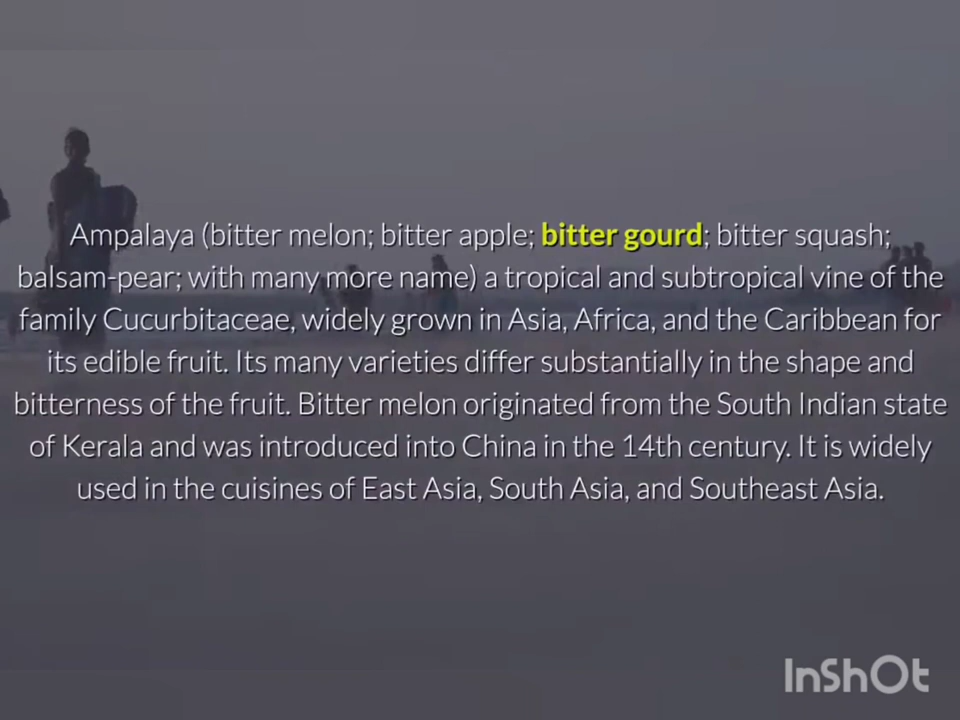 Ampalaya (bitter melon; bitter apple; bitter gourd; bitter squash;
balsam-pear; with many more name) a tropical and subtropical vine of the
family Cucurbitaceae, widely grown in Asia, Africa, and the Caribbean for
its edible fruit. Its many varieties differ substantially in the shape and
bitterness of the fruit. Bitter melon originated from the South Indian state
of Kerala and was introduced into China in the 14th century. It is widely
used in the cuisines of East Asia, South Asia, and Southeast Asia.
InShOt